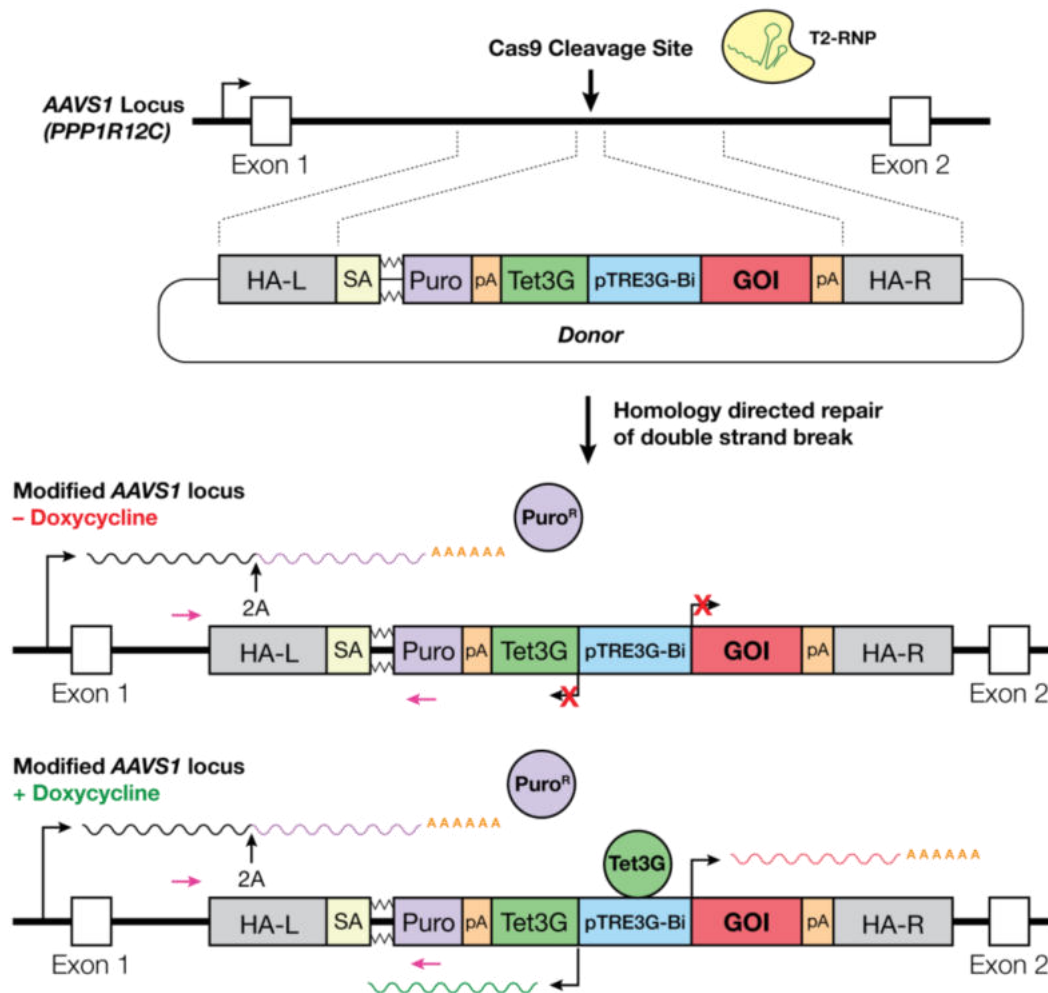 Cas9 Cleavage Site
T2-RNP
AAVS1 Locus
(PPP1R12C)
Exon 1
Exon 2
HA-L SA Puro pA Tet3G pTRE3G-Bi GOI pA HA-R
Donor
Homology directed repair
of double strand break
Modified AAVS1 locus
– Doxycycline
PuroR
AAAAAA
2A
X
HA-L SA Puro pA Tet3G pTRE3G-Bi GOI pA HA-R
Exon 1
Exon 2
X
Modified AAVS1 locus
+ Doxycycline
PuroR
AAAAAA
Tet3G
AAAAAA
2A
HA-L SA Puro pA Tet3G pTRE3G-Bi GOI pA HA-R
Exon 1
Exon 2